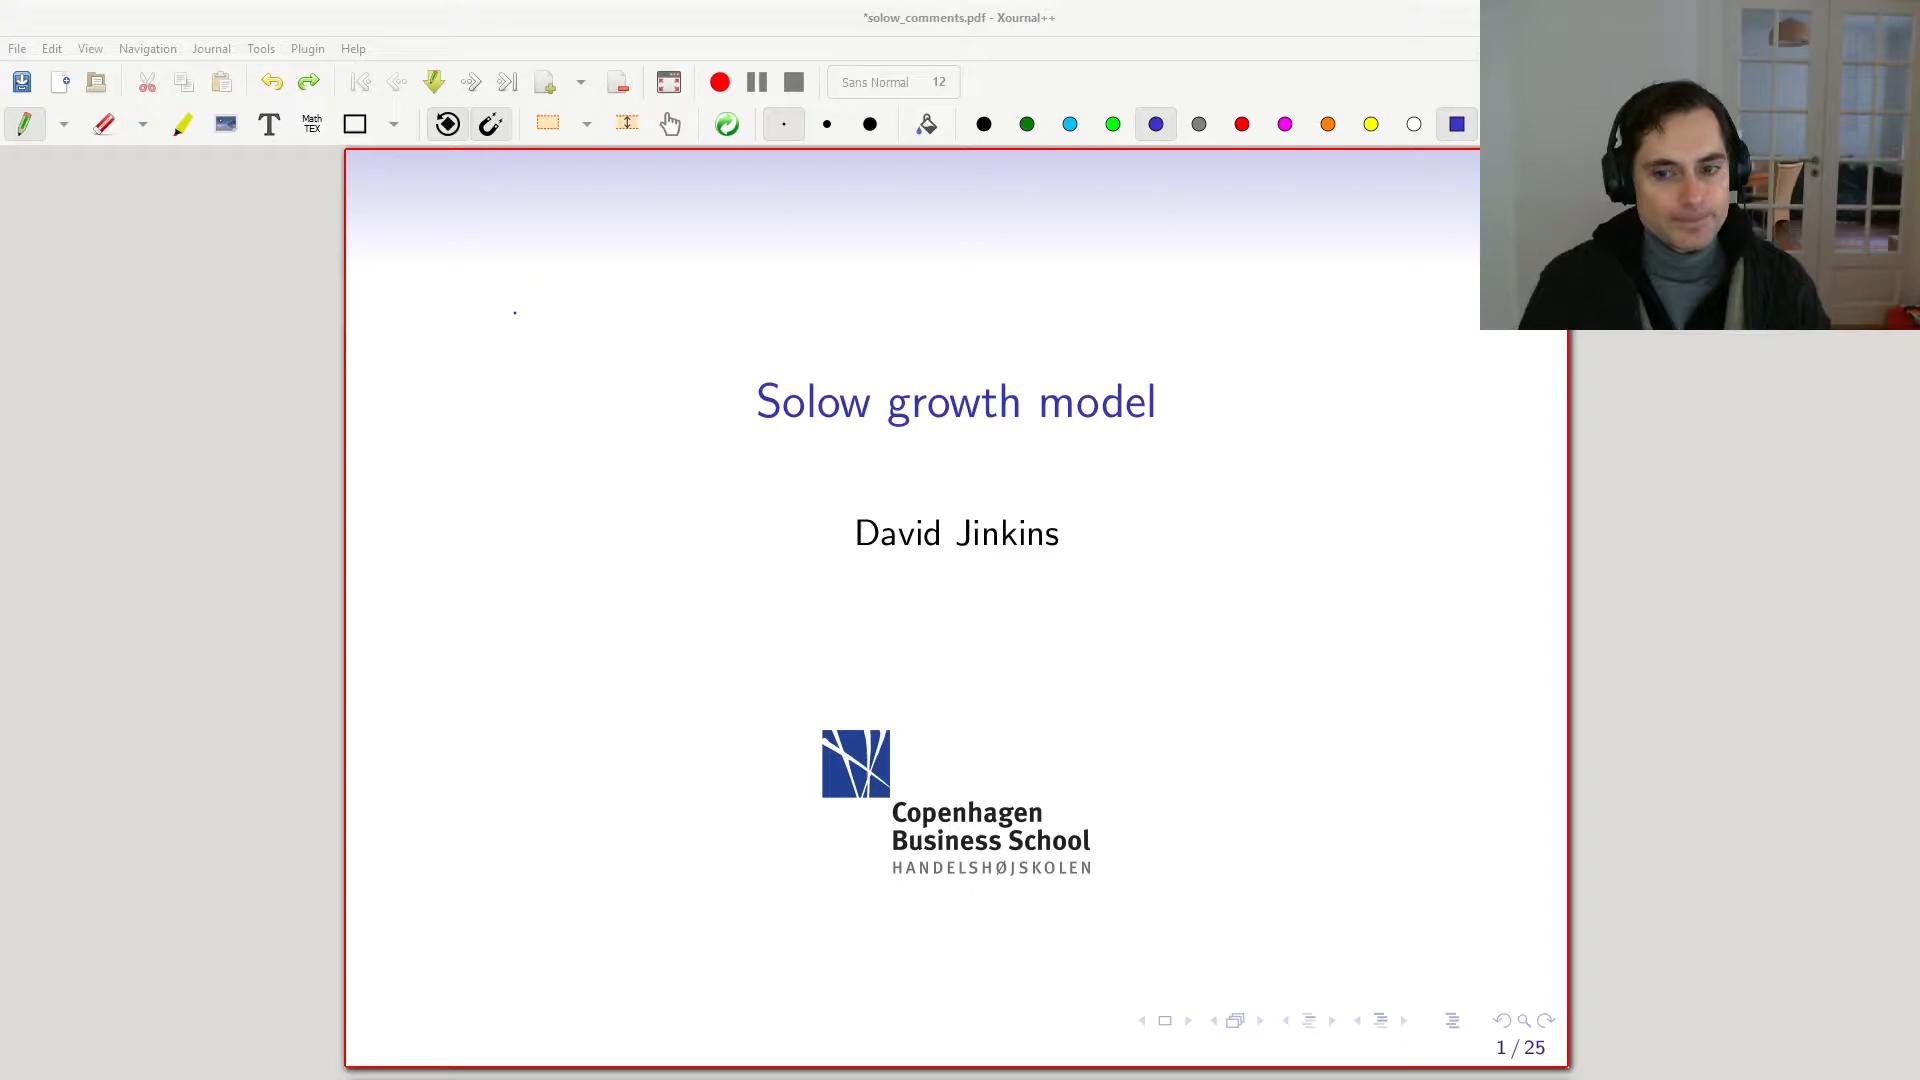 *solow_comments.pdf - Xournal++
File Edit View Navigation Journal Tools Plugin Help
Sans Normal 12
T Math TEX
Solow growth model
David Jinkins
Copenhagen
Business School
HANDELSHØJSKOLEN
1 / 25